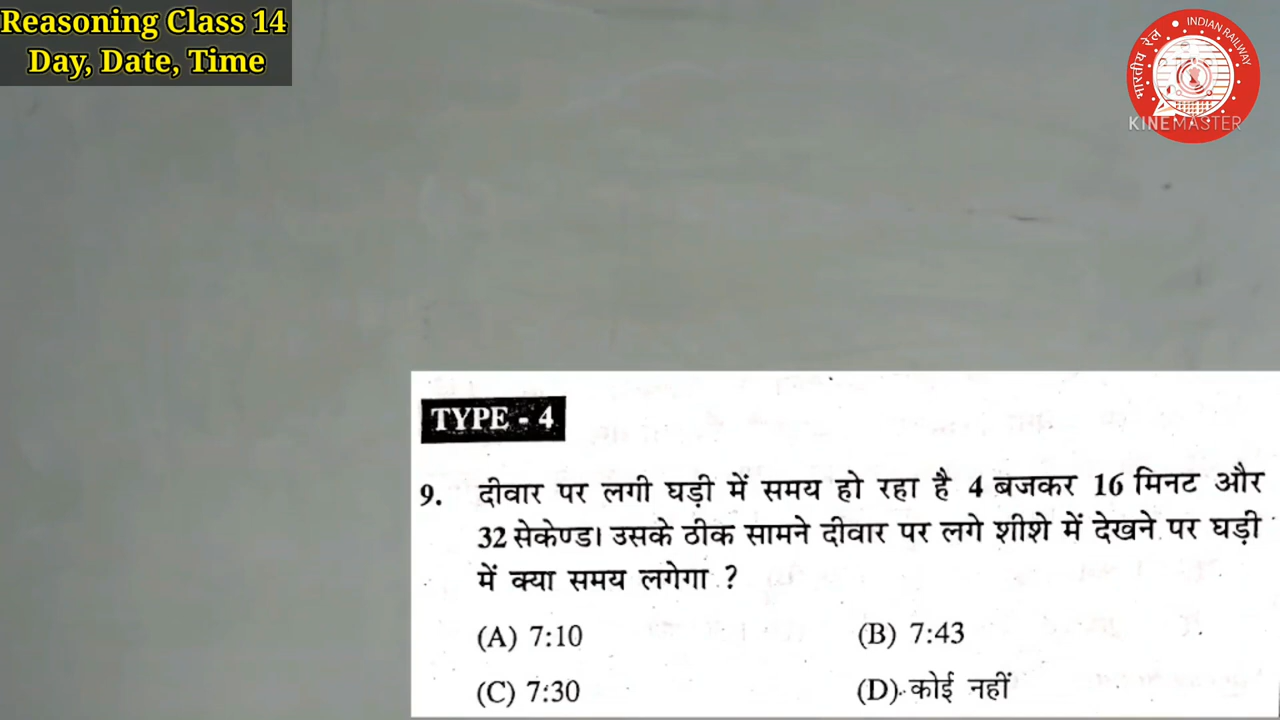 Reasoning Class 14
Day, Date, Time
भारतीय रेल
INDIAN RAILWAY
KINEMASTER
TYPE - 4
9. दीवार पर लगी घड़ी में समय हो रहा है 4 बजकर 16 मिनट और
32 सेकेण्ड। उसके ठीक सामने दीवार पर लगे शीशे में देखने पर घड़ी
में क्या समय लगेगा ?
(A) 7:10 (B) 7:43
(C) 7:30 (D) कोई नहीं